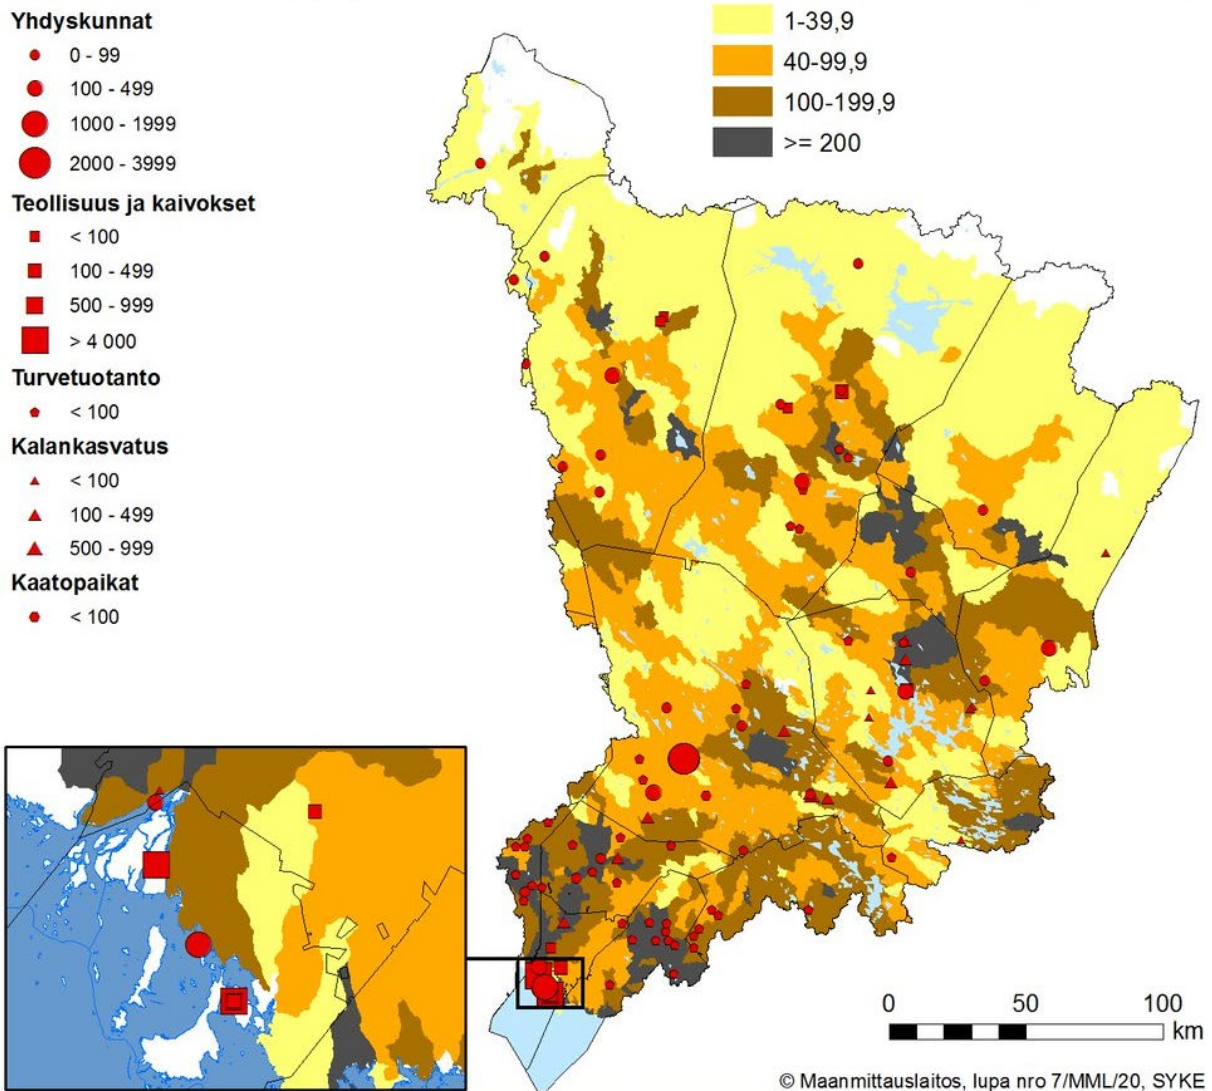 Yhdyskunnat
0 - 99
100 - 499
1000 - 1999
2000 - 3999
Teollisuus ja kaivokset
< 100
100 - 499
500 - 999
> 4 000
Turvetuotanto
< 100
Kalankasvatus
< 100
100 - 499
500 - 999
Kaatopaikat
< 100
1-39,9
40-99,9
100-199,9
>= 200
0 50 100
km
© Maanmittauslaitos, lupa nro 7/MML/20, SYKE